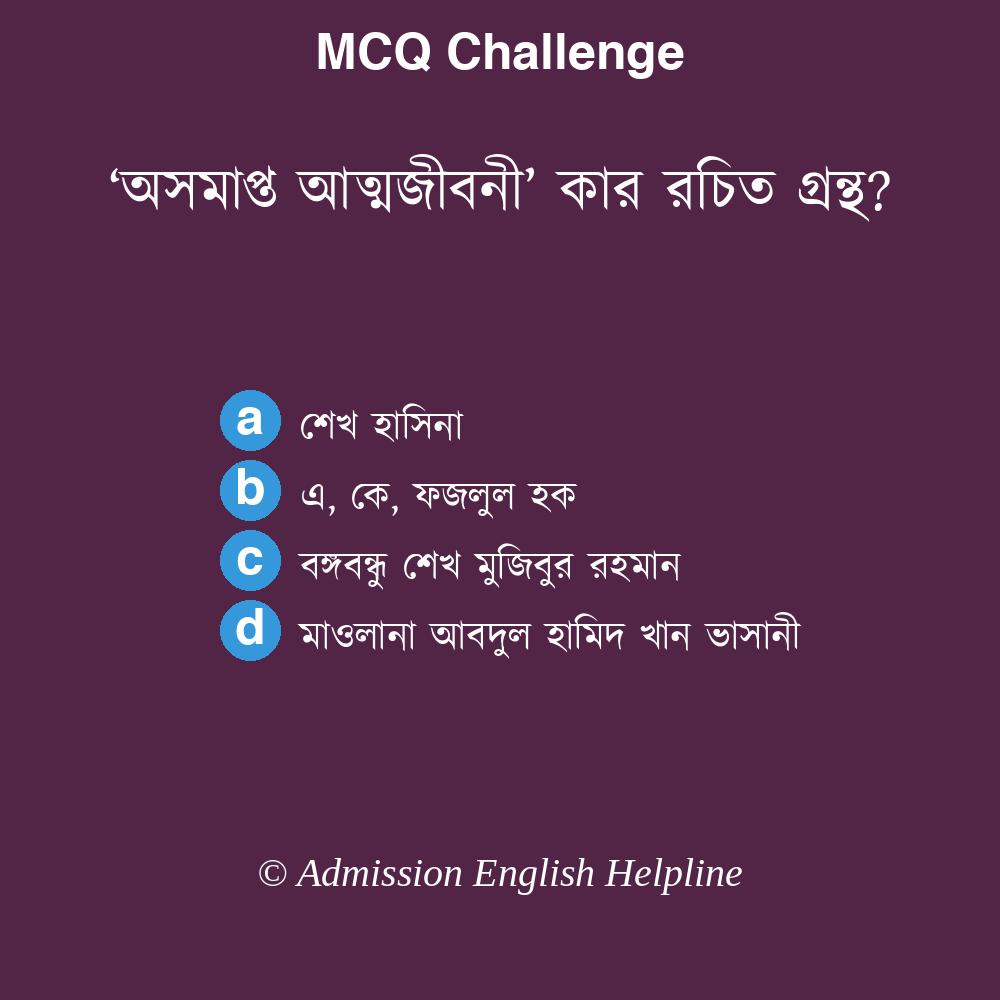 MCQ Challenge
‘অসমাপ্ত আত্মজীবনী’ কার রচিত গ্রন্থ?
a শেখ হাসিনা
b এ, কে, ফজলুল হক
c বঙ্গবন্ধু শেখ মুজিবুর রহমান
d মাওলানা আবদুল হামিদ খান ভাসানী
© Admission English Helpline